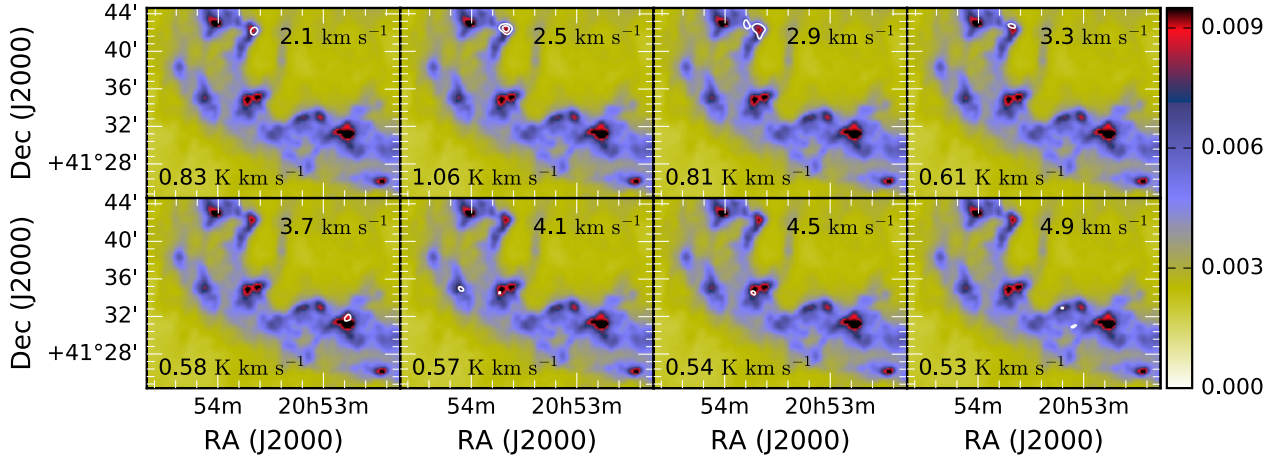 44'
40'
36'
32'
+41°28'
Dec (J2000)
2.1 km s⁻¹
0.83 K km s⁻¹
2.5 km s⁻¹
1.06 K km s⁻¹
2.9 km s⁻¹
0.81 K km s⁻¹
3.3 km s⁻¹
0.61 K km s⁻¹
44'
40'
36'
32'
+41°28'
Dec (J2000)
3.7 km s⁻¹
0.58 K km s⁻¹
4.1 km s⁻¹
0.57 K km s⁻¹
4.5 km s⁻¹
0.54 K km s⁻¹
4.9 km s⁻¹
0.53 K km s⁻¹
54m 20h53m
RA (J2000)
54m 20h53m
RA (J2000)
54m 20h53m
RA (J2000)
54m 20h53m
RA (J2000)
0.009
0.006
0.003
0.000